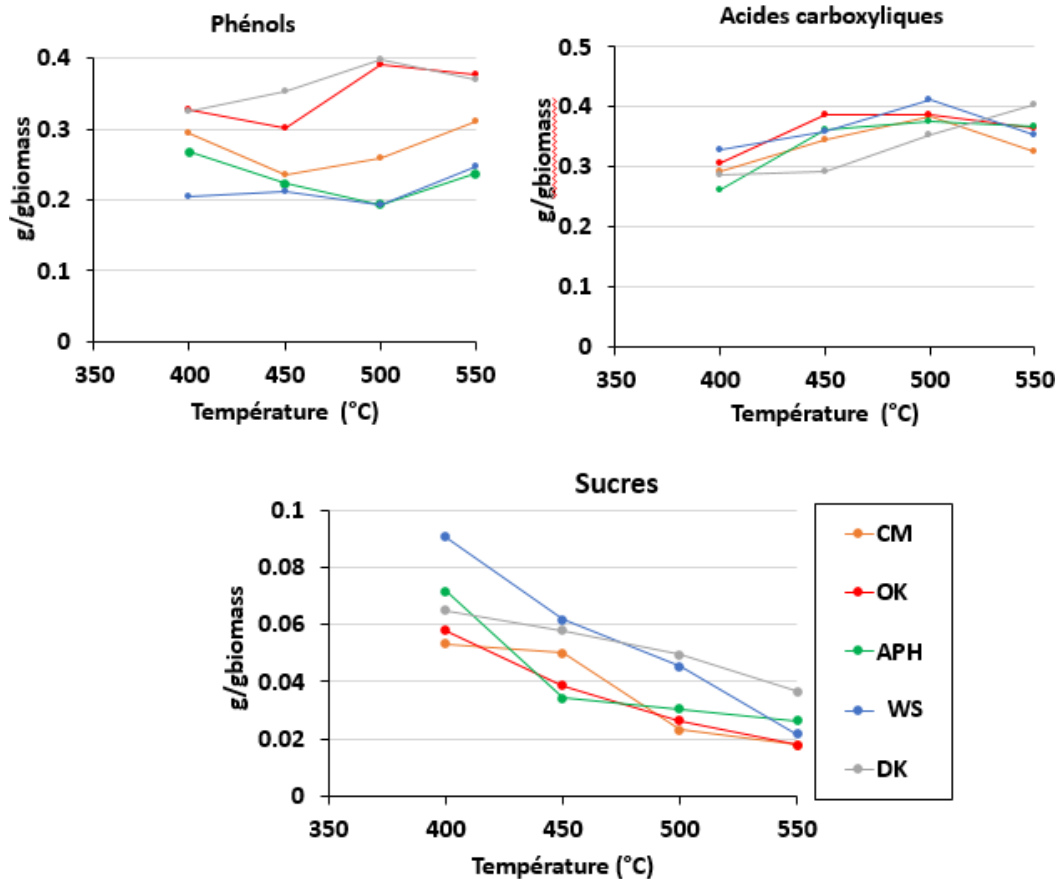 Phénols
g/gbiomass
0.4
0.3
0.2
0.1
0
350 400 450 500 550
Température (°C)
Acides carboxyliques
g/gbiomass
0.5
0.4
0.3
0.2
0.1
0
350 400 450 500 550
Température (°C)
Sucres
g/gbiomass
0.1
0.08
0.06
0.04
0.02
0
350 400 450 500 550
Température (°C)
CM
OK
APH
WS
DK